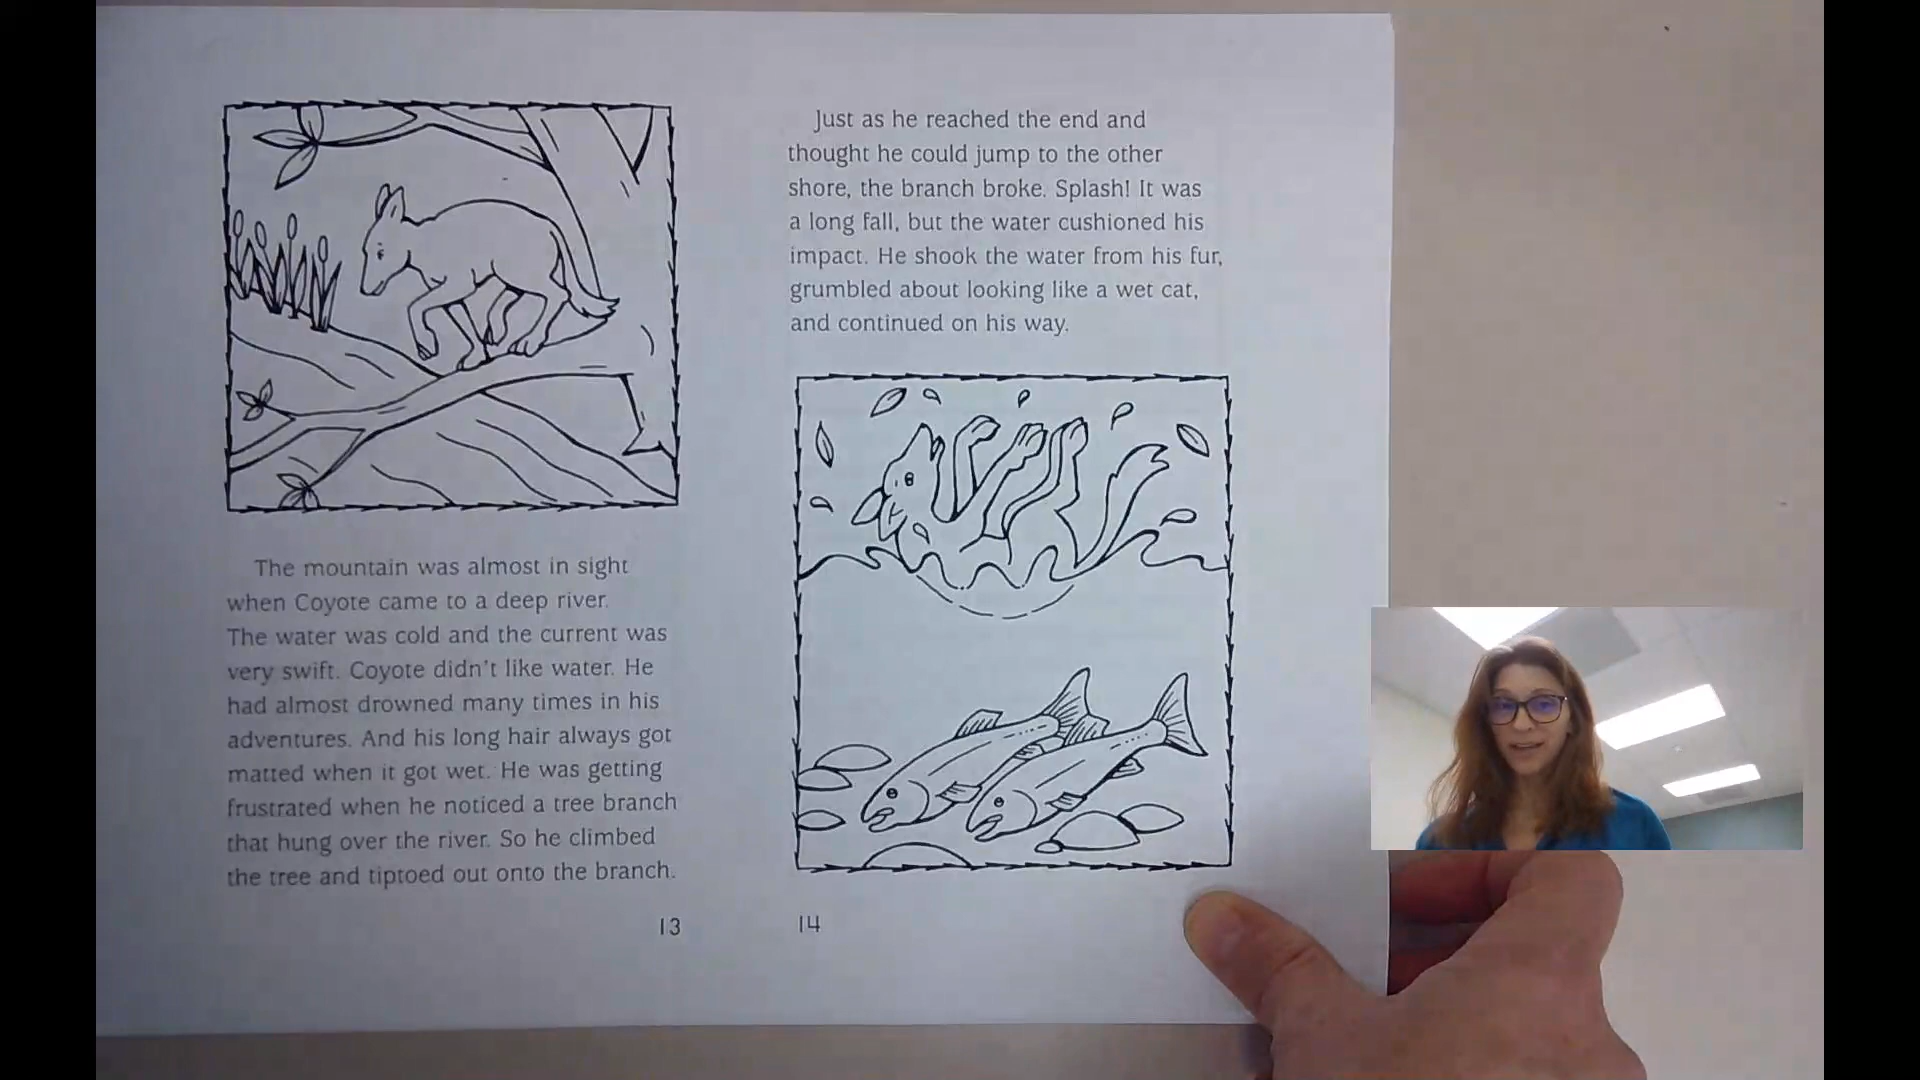 The mountain was almost in sight
when Coyote came to a deep river.
The water was cold and the current was
very swift. Coyote didn't like water. He
had almost drowned many times in his
adventures. And his long hair always got
matted when it got wet. He was getting
frustrated when he noticed a tree branch
that hung over the river. So he climbed
the tree and tiptoed out onto the branch.
13
Just as he reached the end and
thought he could jump to the other
shore, the branch broke. Splash! It was
a long fall, but the water cushioned his
impact. He shook the water from his fur,
grumbled about looking like a wet cat,
and continued on his way.
14